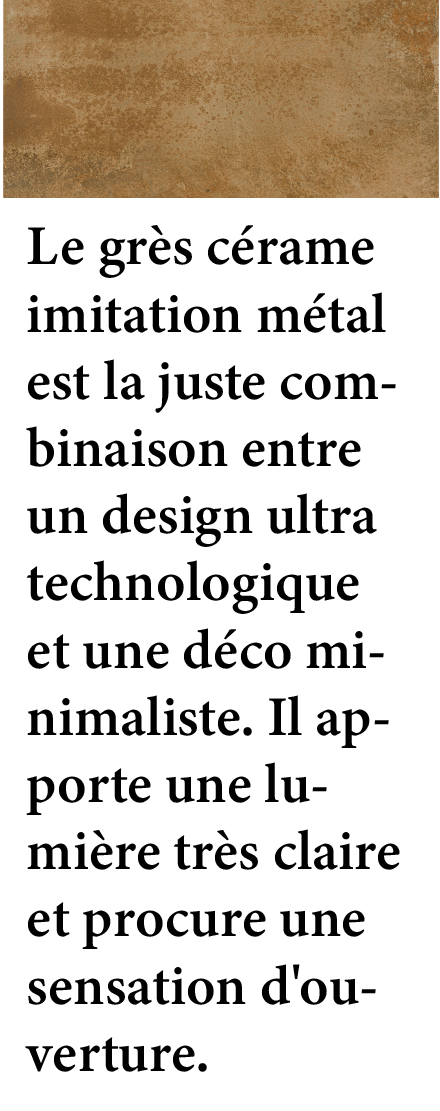 Le grès cérame
imitation métal
est la juste com-
binaison entre
un design ultra
technologique
et une déco mi-
nimaliste. Il ap-
porte une lu-
mière très claire
et procure une
sensation d'ou-
verture.